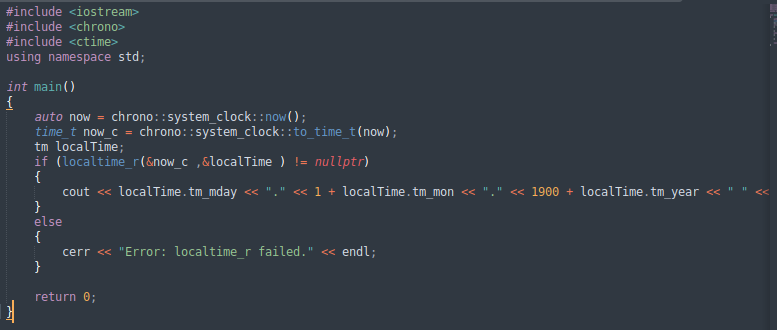 #include <iostream>
#include <chrono>
#include <ctime>
using namespace std;

int main()
{
    auto now = chrono::system_clock::now();
    time_t now_c = chrono::system_clock::to_time_t(now);
    tm localTime;
    if (localtime_r(&now_c ,&localTime ) != nullptr)
    {
        cout << localTime.tm_mday << "." << 1 + localTime.tm_mon << "." << 1900 + localTime.tm_year << " " <<
    }
    else
    {
        cerr << "Error: localtime_r failed." << endl;
    }

    return 0;
}